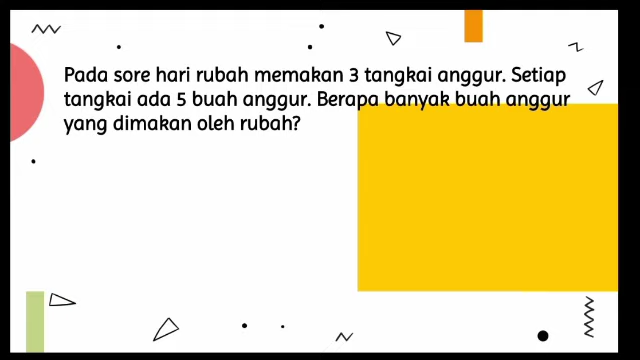 Pada sore hari rubah memakan 3 tangkai anggur. Setiap
tangkai ada 5 buah anggur. Berapa banyak buah anggur
yang dimakan oleh rubah?